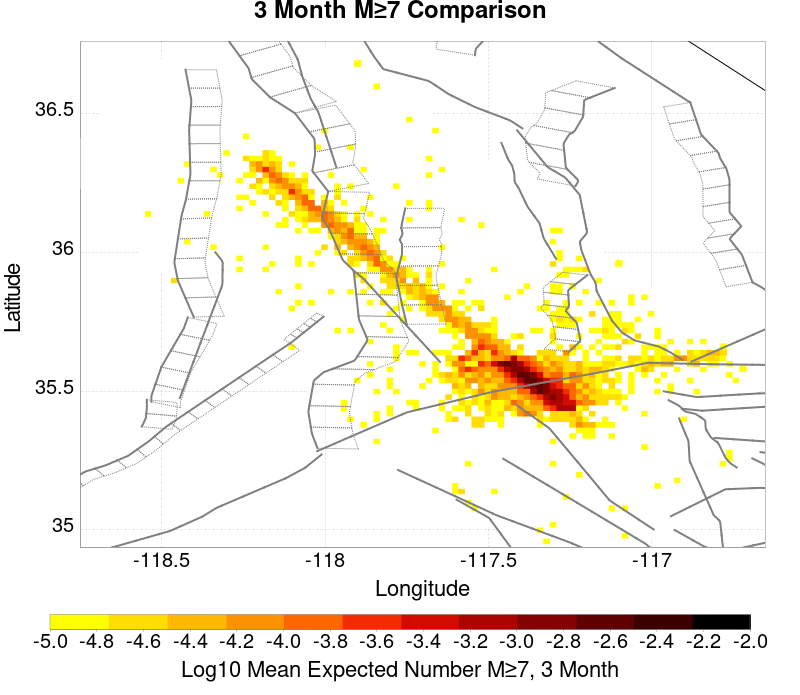 3 Month M≥7 Comparison
36.5
36
35.5
35
Latitude
-118.5 -118 -117.5 -117
Longitude
-5.0 -4.8 -4.6 -4.4 -4.2 -4.0 -3.8 -3.6 -3.4 -3.2 -3.0 -2.8 -2.6 -2.4 -2.2 -2.0
Log10 Mean Expected Number M≥7, 3 Month